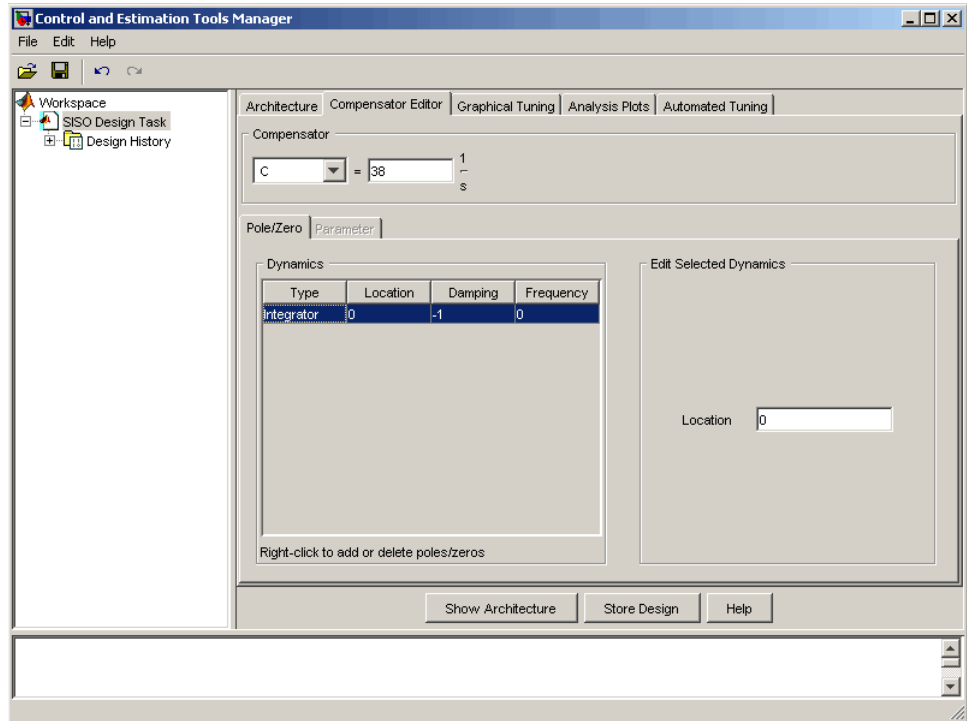 Control and Estimation Tools Manager
File Edit Help
Workspace
SISO Design Task
Design History
Architecture Compensator Editor Graphical Tuning Analysis Plots Automated Tuning
Compensator
C = 38 1
s
Pole/Zero Parameter
Dynamics
Type Location Damping Frequency
Integrator 0 -1 0
Right-click to add or delete poles/zeros
Edit Selected Dynamics
Location 0
Show Architecture Store Design Help